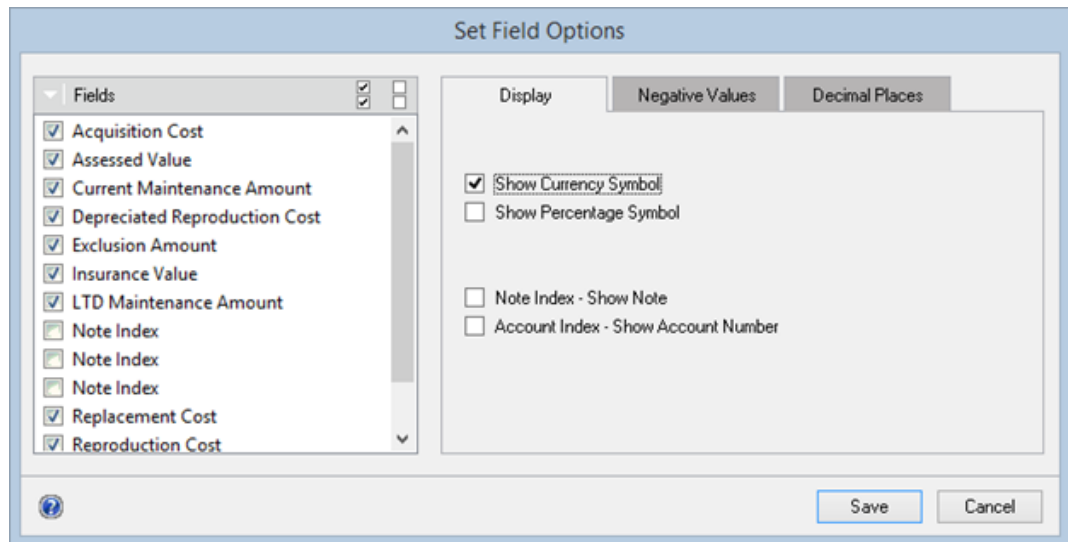 Set Field Options
Fields
Acquisition Cost
Assessed Value
Current Maintenance Amount
Depreciated Reproduction Cost
Exclusion Amount
Insurance Value
LTD Maintenance Amount
Note Index
Note Index
Note Index
Replacement Cost
Reproduction Cost
Display
Negative Values
Decimal Places
Show Currency Symbol
Show Percentage Symbol
Note Index - Show Note
Account Index - Show Account Number
?
Save
Cancel